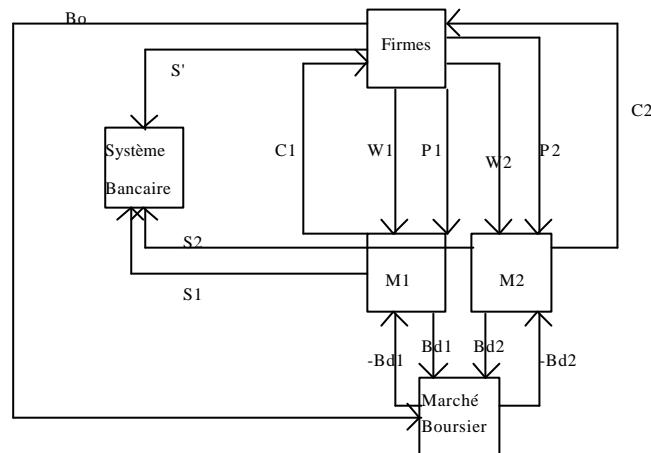 Bo
Firmes
S'
C2
Système
Bancaire
C1
W1
P1
W2
P2
S2
S1
M1
M2
-Bd1
Bd1
Bd2
-Bd2
Marché
Boursier